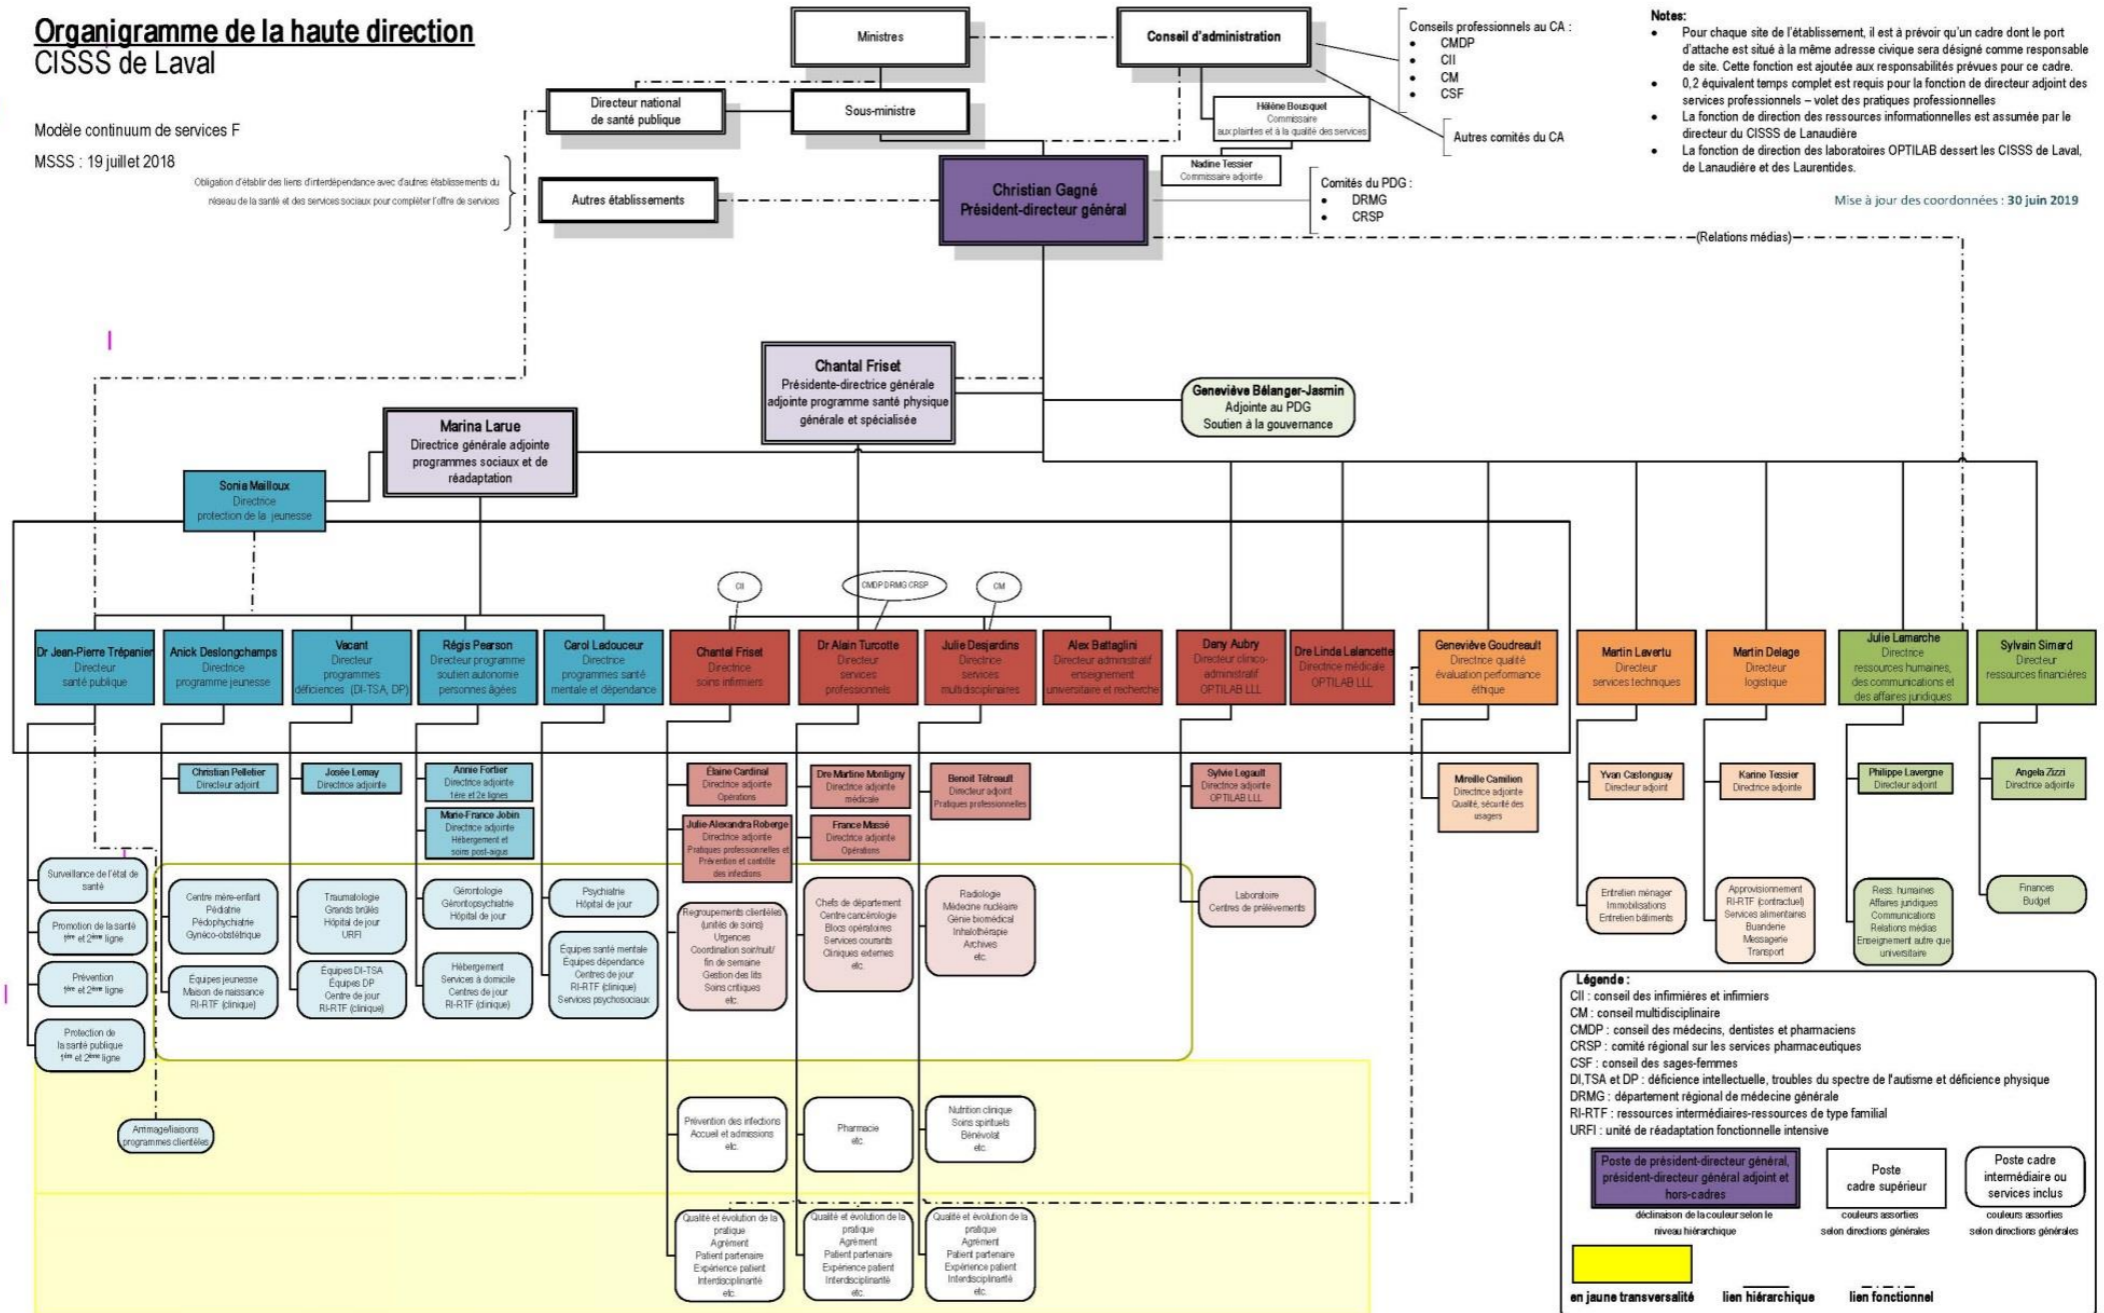 Organigramme de la haute direction
CISSS de Laval
Modèle continuum de services F
MSSS : 19 juillet 2018
Obligation d'établir des liens d'interdépendance avec d'autres établissements du
réseau de la santé et des services sociaux pour compléter l'offre de services
Ministres
Conseil d'administration
Directeur national
de santé publique
Sous-ministre
Hélène Bousquet
Commissaire
aux plaintes et à la qualité des services
Nadine Tessier
Commissaire adjointe
Autres établissements
Christian Gagné
Président-directeur général
Conseils professionnels au CA :
• CMDP
• CII
• CM
• CSF
Autres comités du CA
Comités du PDG :
• DRMG
• CRSP
Notes:
• Pour chaque site de l'établissement, il est à prévoir qu'un cadre dont le port
d'attache est situé à la même adresse civique sera désigné comme responsable
de site. Cette fonction est ajoutée aux responsabilités prévues pour ce cadre.
• 0,2 équivalent temps complet est requis pour la fonction de directeur adjoint des
services professionnels – volet des pratiques professionnelles
• La fonction de direction des ressources informationnelles est assumée par le
directeur du CISSS de Lanaudière
• La fonction de direction des laboratoires OPTILAB dessert les CISSS de Laval,
de Lanaudière et des Laurentides.
Mise à jour des coordonnées : 30 juin 2019
(Relations médias)
Chantal Friset
Présidente-directrice générale
adjointe programme santé physique
générale et spécialisée
Geneviève Bélanger-Jasmin
Adjointe au PDG
Soutien à la gouvernance
Marina Larue
Directrice générale adjointe
programmes sociaux et de
réadaptation
Sonia Mailloux
Directrice
protection de la jeunesse
CII
CMDP DRMG CRSP
CM
Dr Jean-Pierre Trépanier
Directeur
santé publique
Anick Deslongchamps
Directrice
programme jeunesse
Vacant
Directeur
programmes
déficiences (DI-TSA, DP)
Régis Pearson
Directeur programme
soutien autonomie
personnes âgées
Carol Ladouceur
Directrice
programmes santé
mentale et dépendance
Chantal Friset
Directrice
soins infirmiers
Dr Alain Turcotte
Directeur
services
professionnels
Julie Desjardins
Directrice
services
multidisciplinaires
Alex Battaglini
Directeur administratif
enseignement
universitaire et recherche
Dany Aubry
Directeur clinico-
administratif
OPTILAB LLL
Dre Linda Lalancette
Directrice médicale
OPTILAB LLL
Geneviève Goudreault
Directrice qualité
évaluation performance
éthique
Martin Lavertu
Directeur
services techniques
Martin Delage
Directeur
logistique
Julie Lamarche
Directrice
ressources humaines,
des communications et
des affaires juridiques
Sylvain Simard
Directeur
ressources financières
Christian Pelletier
Directeur adjoint
Josée Lemay
Directrice adjointe
Annie Fortier
Directrice adjointe
1ère et 2e lignes
Marie-France Jobin
Directrice adjointe
Hébergement et
soins post-aigus
Élaine Cardinal
Directrice adjointe
Opérations
Julie-Alexandra Roberge
Directrice adjointe
Pratiques professionnelles et
Prévention et contrôle
des infections
Dre Martine Montigny
Directrice adjointe
médicale
France Massé
Directrice adjointe
Opérations
Benoit Tétreault
Directeur adjoint
Pratiques professionnelles
Sylvie Legault
Directrice adjointe
OPTILAB LLL
Mireille Camilien
Directrice adjointe
Qualité, sécurité des
usagers
Yvan Castonguay
Directeur adjoint
Karine Tessier
Directrice adjointe
Philippe Lavergne
Directeur adjoint
Angela Zizzi
Directrice adjointe
Surveillance de l'état de
santé
Promotion de la santé
1ère et 2ème ligne
Prévention
1ère et 2ème ligne
Protection de
la santé publique
1ère et 2ème ligne
Arrimage/liaisons
programmes clientèles
Centre mère-enfant
Pédiatrie
Pédopsychiatrie
Gynéco-obstétrique
Équipes jeunesse
Maison de naissance
RI-RTF (clinique)
Traumatologie
Grands brûlés
Hôpital de jour
URFI
Équipes DI-TSA
Équipes DP
Centre de jour
RI-RTF (clinique)
Gérontologie
Gérontopsychiatrie
Hôpital de jour
Hébergement
Services à domicile
Centres de jour
RI-RTF (clinique)
Psychiatrie
Hôpital de jour
Équipes santé mentale
Équipes dépendance
Centres de jour
RI-RTF (clinique)
Services psychosociaux
Regroupements clientèles
(unités de soins)
Urgences
Coordination soir/nuit/
fin de semaine
Gestion des lits
Soins critiques
etc.
Chefs de département
Centre cancérologie
Blocs opératoires
Services courants
Cliniques externes
etc.
Radiologie
Médecine nucléaire
Génie biomédical
Inhalothérapie
Archives
etc.
Laboratoire
Centres de prélèvements
Entretien ménager
Immobilisations
Entretien bâtiments
Approvisionnement
RI-RTF (contractuel)
Services alimentaires
Buanderie
Messagerie
Transport
Ress. humaines
Affaires juridiques
Communications
Relations médias
Enseignement autre que
universitaire
Finances
Budget
Prévention des infections
Accueil et admissions
etc.
Pharmacie
etc.
Nutrition clinique
Soins spirituels
Bénévolat
etc.
Qualité et évolution de la
pratique
Agrément
Patient partenaire
Expérience patient
Interdisciplinarité
etc.
Qualité et évolution de la
pratique
Agrément
Patient partenaire
Expérience patient
Interdisciplinarité
etc.
Qualité et évolution de la
pratique
Agrément
Patient partenaire
Expérience patient
Interdisciplinarité
etc.
Légende :
CII : conseil des infirmières et infirmiers
CM : conseil multidisciplinaire
CMDP : conseil des médecins, dentistes et pharmaciens
CRSP : comité régional sur les services pharmaceutiques
CSF : conseil des sages-femmes
DI,TSA et DP : déficience intellectuelle, troubles du spectre de l'autisme et déficience physique
DRMG : département régional de médecine générale
RI-RTF : ressources intermédiaires-ressources de type familial
URFI : unité de réadaptation fonctionnelle intensive
Poste de président-directeur général,
président-directeur général adjoint et
hors-cadres
déclinaison de la couleur selon le
niveau hiérarchique
Poste
cadre supérieur
couleurs assorties
selon directions générales
Poste cadre
intermédiaire ou
services inclus
couleurs assorties
selon directions générales
en jaune transversalité
lien hiérarchique
lien fonctionnel